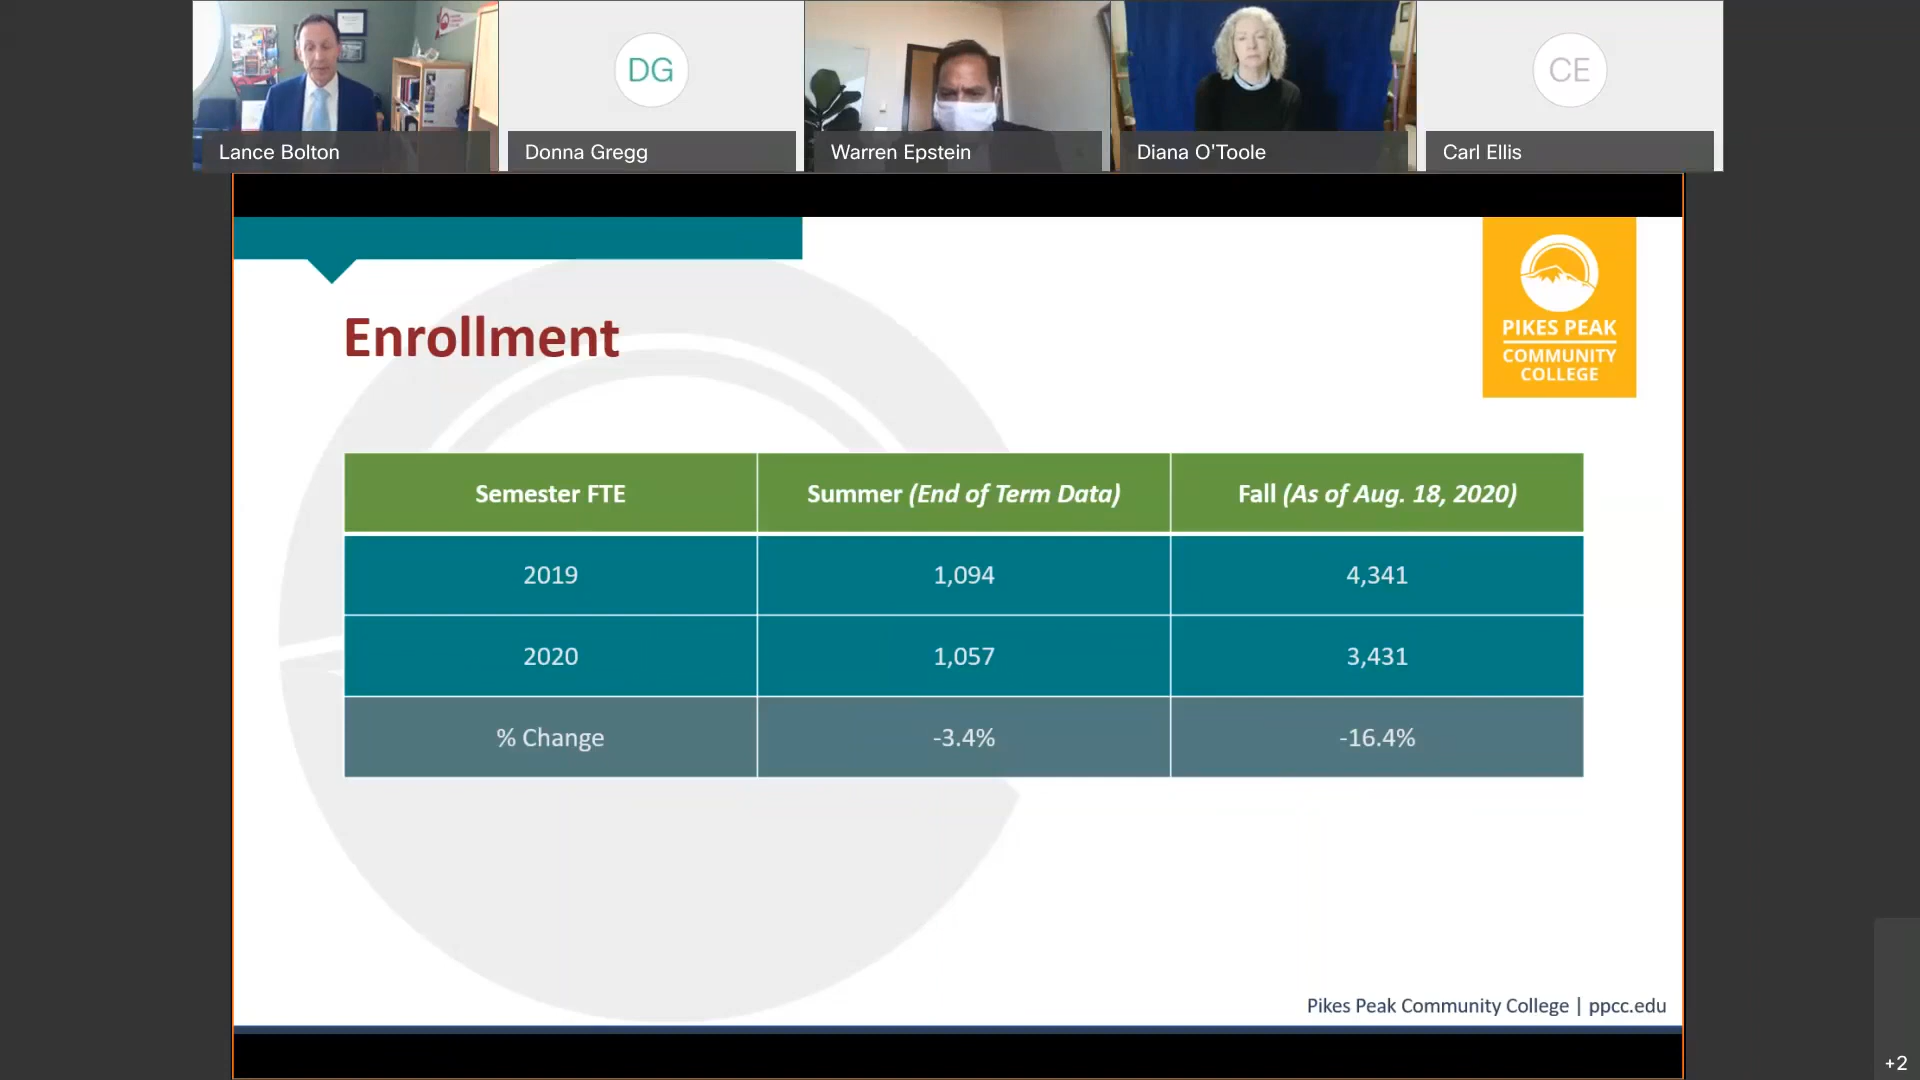 DG
CE
Lance Bolton
Donna Gregg
Warren Epstein
Diana O'Toole
Carl Ellis
PIKES PEAK
COMMUNITY
COLLEGE
Enrollment
Semester FTE
Summer (End of Term Data)
Fall (As of Aug. 18, 2020)
2019
1,094
4,341
2020
1,057
3,431
% Change
-3.4%
-16.4%
Pikes Peak Community College | ppcc.edu
+2